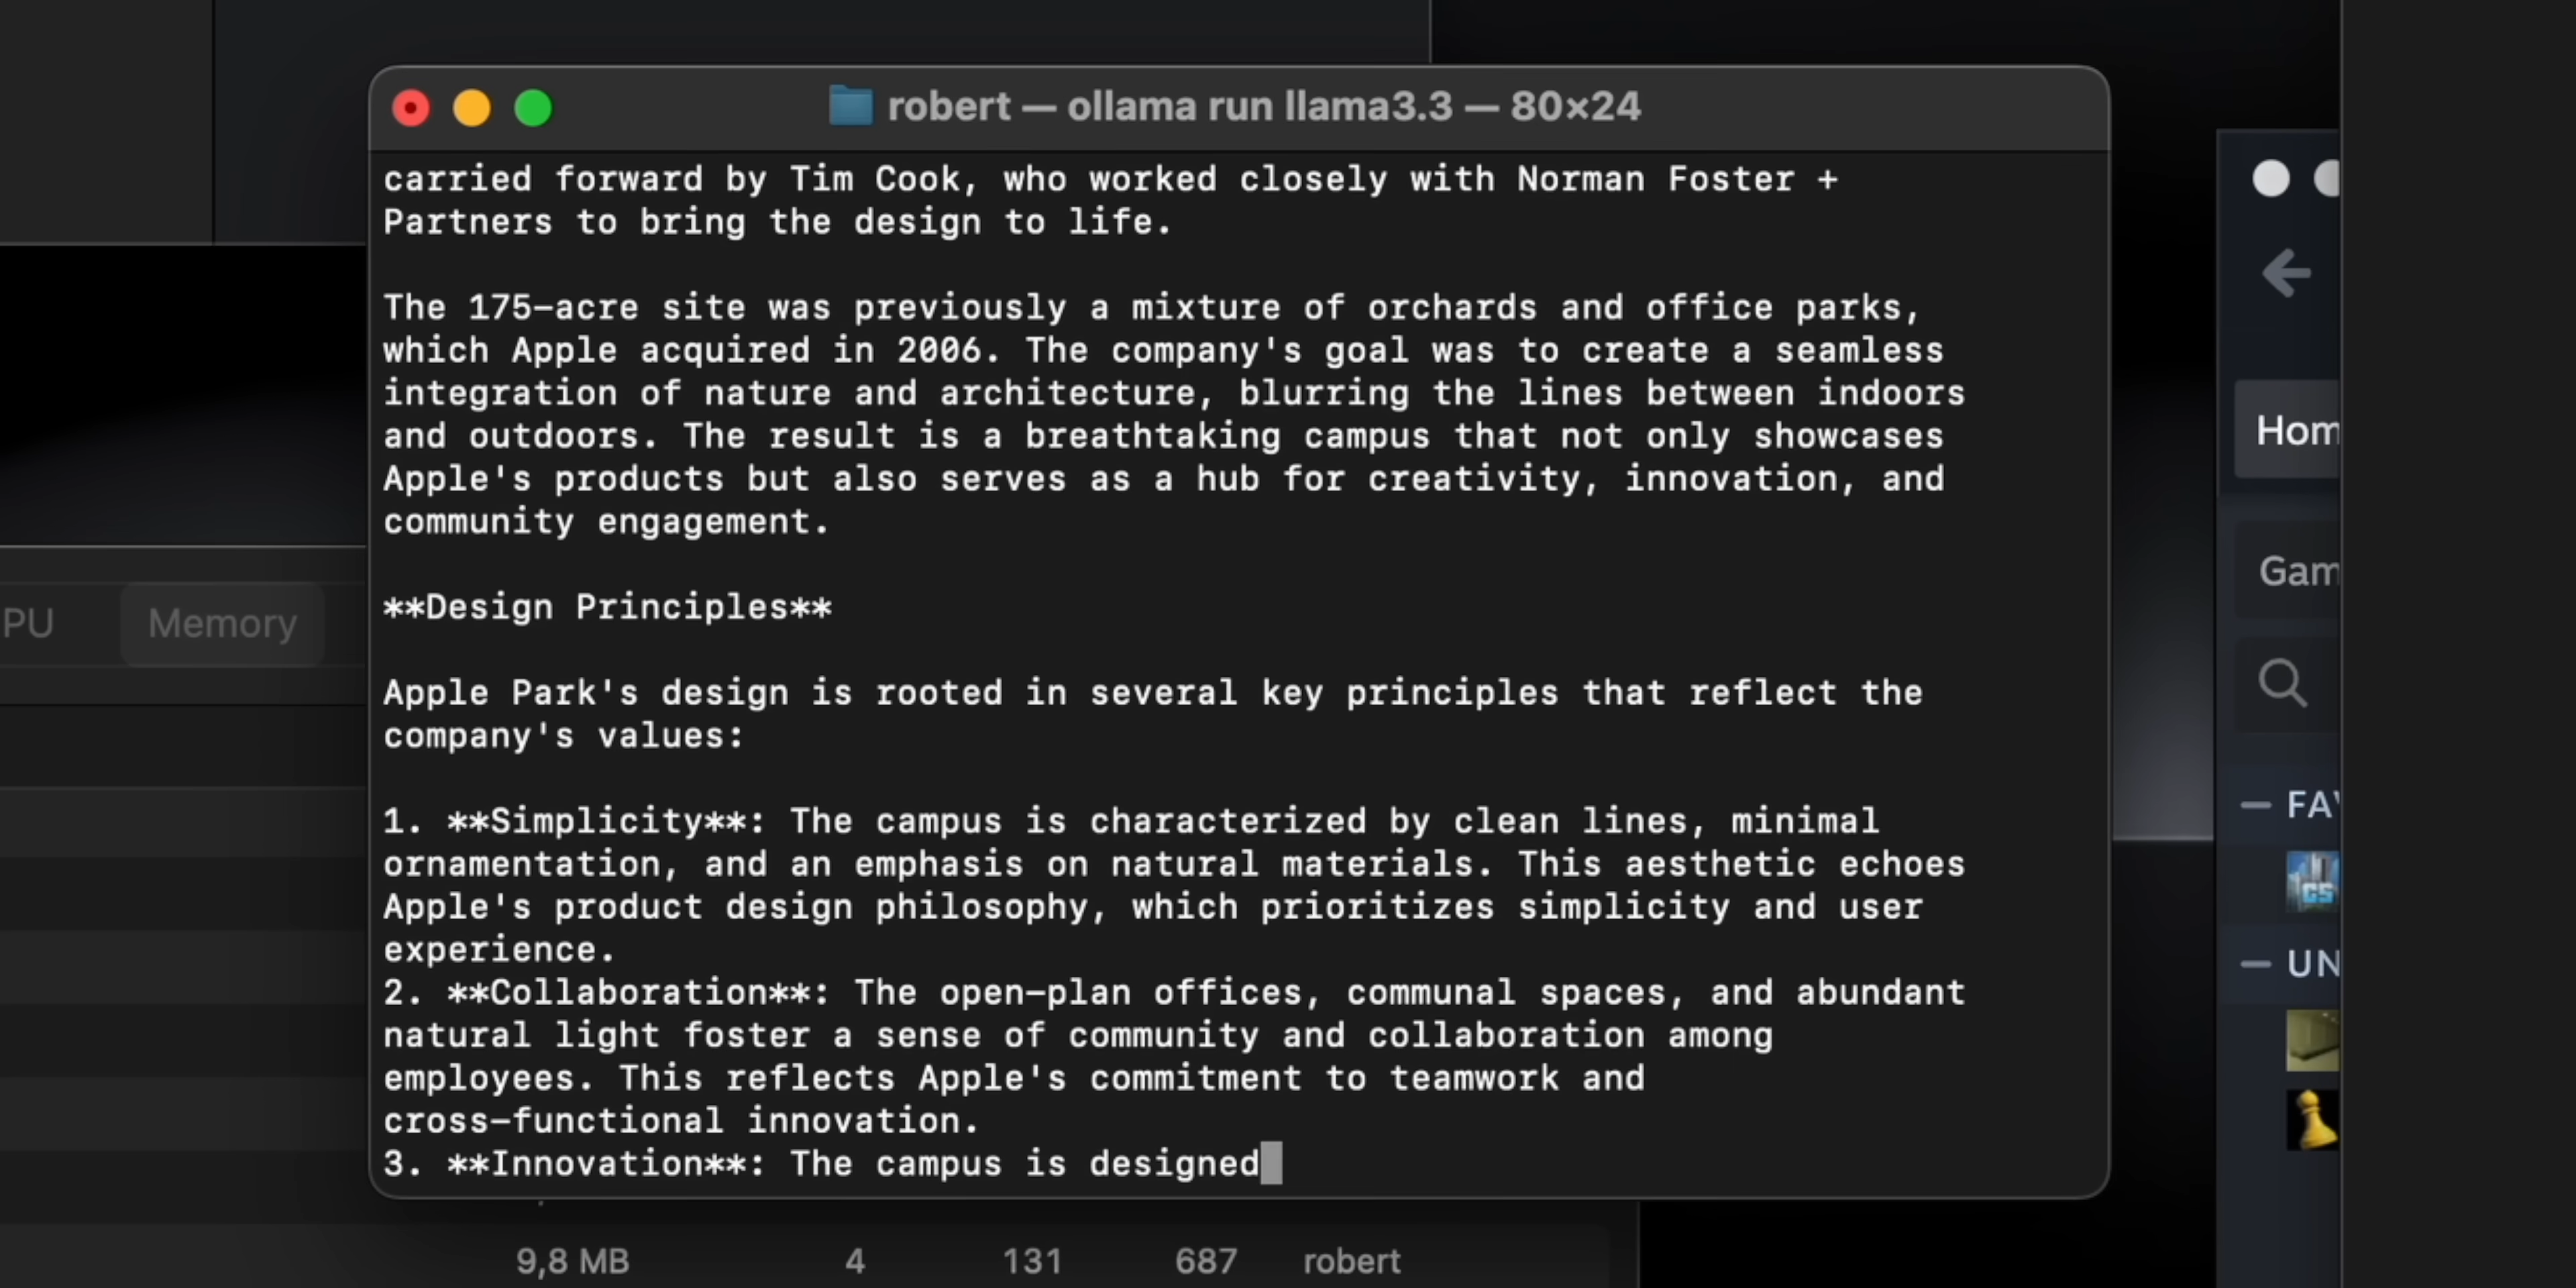 robert — ollama run llama3.3 — 80×24
carried forward by Tim Cook, who worked closely with Norman Foster +
Partners to bring the design to life.
The 175-acre site was previously a mixture of orchards and office parks,
which Apple acquired in 2006. The company's goal was to create a seamless
integration of nature and architecture, blurring the lines between indoors
and outdoors. The result is a breathtaking campus that not only showcases
Apple's products but also serves as a hub for creativity, innovation, and
community engagement.
**Design Principles**
Apple Park's design is rooted in several key principles that reflect the
company's values:
1. **Simplicity**: The campus is characterized by clean lines, minimal
ornamentation, and an emphasis on natural materials. This aesthetic echoes
Apple's product design philosophy, which prioritizes simplicity and user
experience.
2. **Collaboration**: The open-plan offices, communal spaces, and abundant
natural light foster a sense of community and collaboration among
employees. This reflects Apple's commitment to teamwork and
cross-functional innovation.
3. **Innovation**: The campus is designed
PU Memory
9,8 MB 4 131 687 robert
Hom
Gam
FA
CS
UN